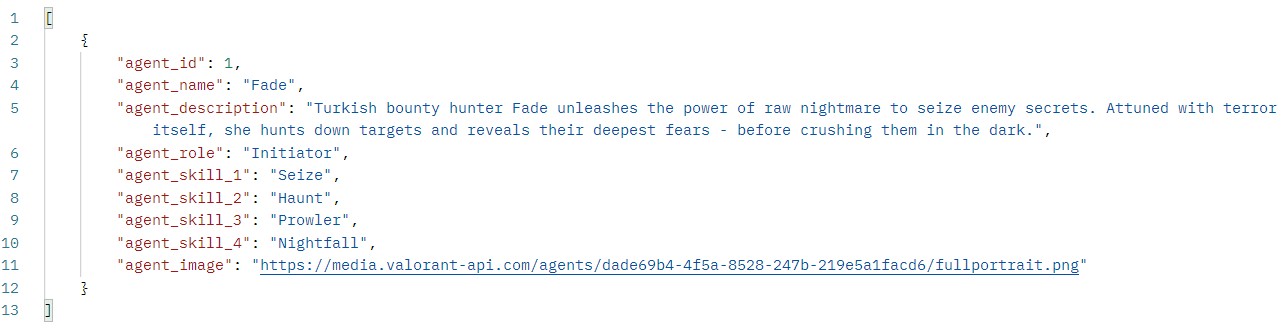 1 [
2 {
3 "agent_id": 1,
4 "agent_name": "Fade",
5 "agent_description": "Turkish bounty hunter Fade unleashes the power of raw nightmare to seize enemy secrets. Attuned with terror
itself, she hunts down targets and reveals their deepest fears - before crushing them in the dark.",
6 "agent_role": "Initiator",
7 "agent_skill_1": "Seize",
8 "agent_skill_2": "Haunt",
9 "agent_skill_3": "Prowler",
10 "agent_skill_4": "Nightfall",
11 "agent_image": "https://media.valorant-api.com/agents/dade69b4-4f5a-8528-247b-219e5a1facd6/fullportrait.png"
12 }
13 ]